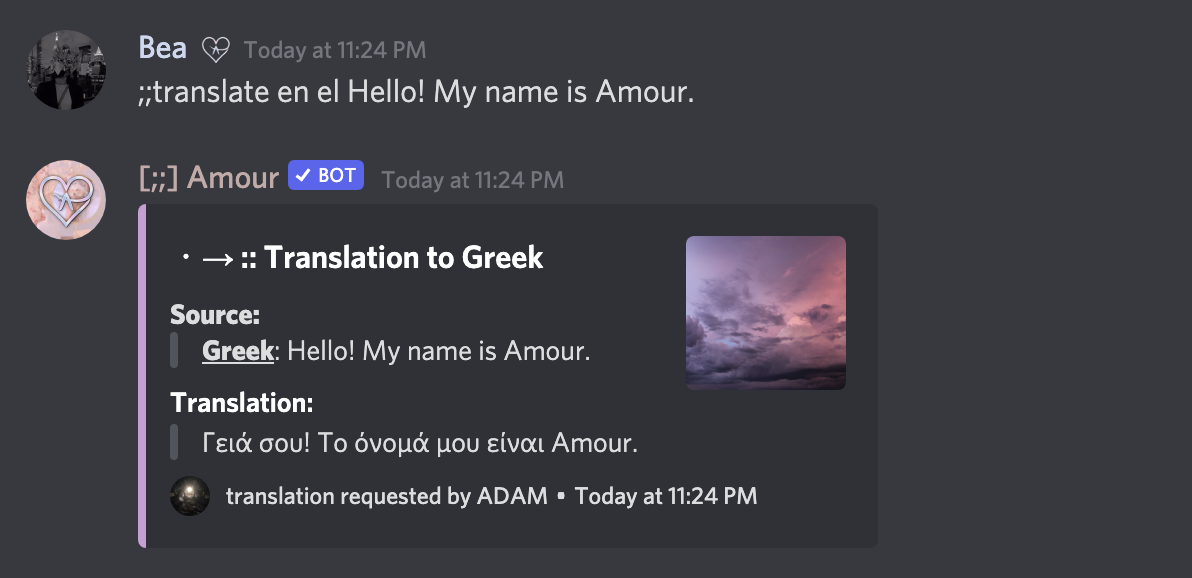 Bea Today at 11:24 PM
;;translate en el Hello! My name is Amour.
[;;] Amour ✓ BOT Today at 11:24 PM
· → :: Translation to Greek
Source:
Greek: Hello! My name is Amour.
Translation:
Γειά σου! Το όνομά μου είναι Amour.
translation requested by ADAM • Today at 11:24 PM